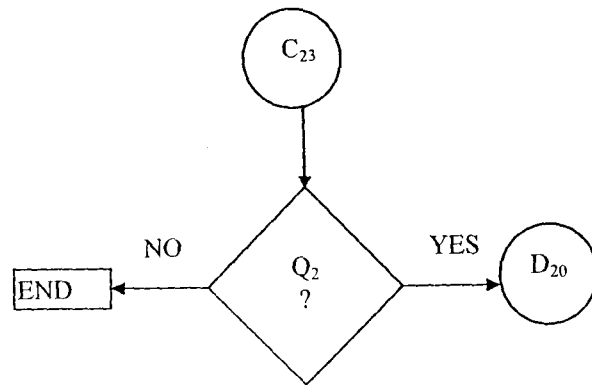 C₂₃
NO
YES
Q₂
?
D₂₀
END